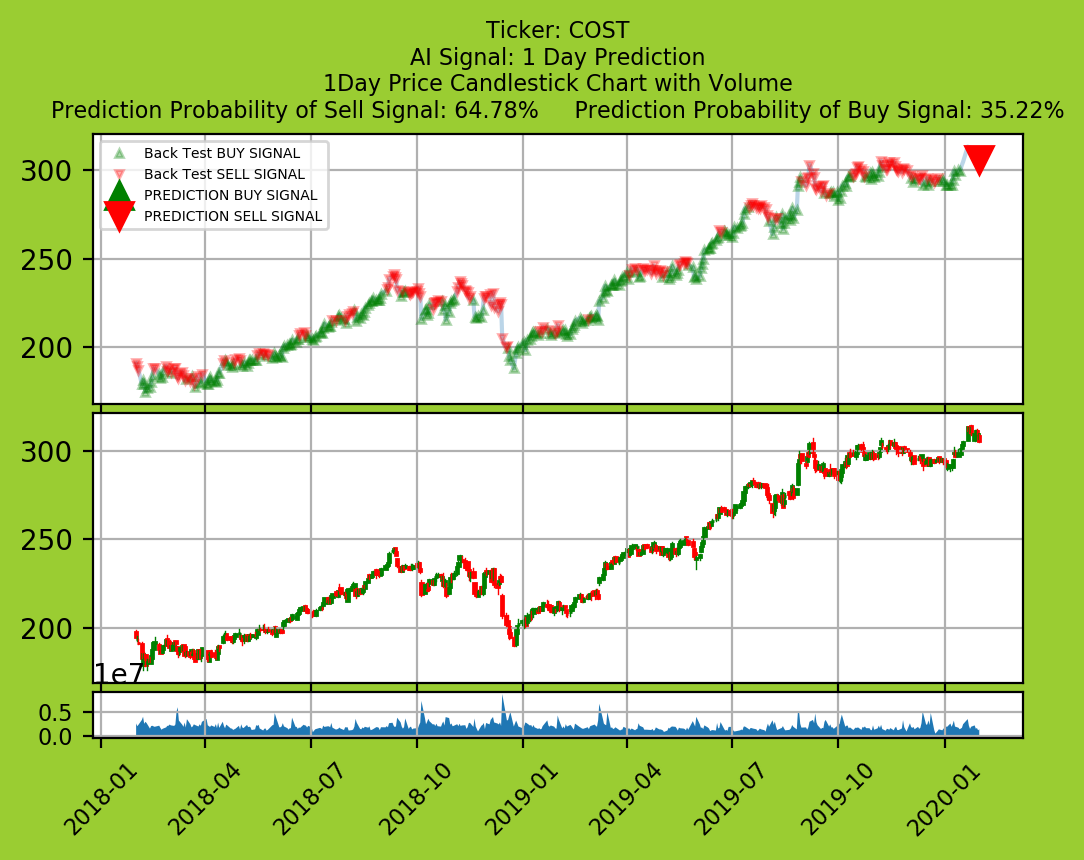 Ticker: COST
AI Signal: 1 Day Prediction
1Day Price Candlestick Chart with Volume
Prediction Probability of Sell Signal: 64.78%     Prediction Probability of Buy Signal: 35.22%
Back Test BUY SIGNAL
Back Test SELL SIGNAL
PREDICTION BUY SIGNAL
PREDICTION SELL SIGNAL
300
250
200
300
250
200
1e7
0.5
0.0
2018-01
2018-04
2018-07
2018-10
2019-01
2019-04
2019-07
2019-10
2020-01